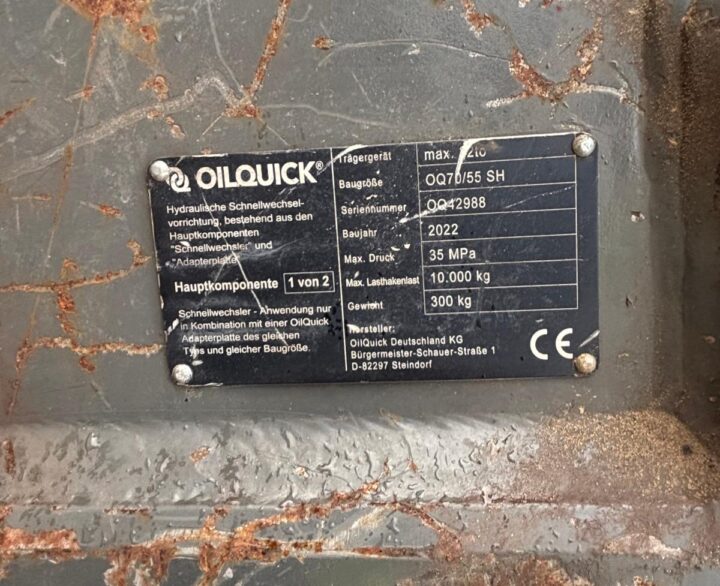 OILQUICK®
Hydraulische Schnellwechsel-
vorrichtung, bestehend aus den
Hauptkomponenten
"Schnellwechsler" und
"Adapterplatte"
Hauptkomponente 1 von 2
Schnellwechsler - Anwendung nur
in Kombination mit einer OilQuick
Adapterplatte des gleichen
Typs und gleicher Baugröße.
Trägergerät max.
Baugröße OQ70/55 SH
Seriennummer OQ42988
Baujahr 2022
Max. Druck 35 MPa
Max. Lasthakenlast 10.000 kg
Gewicht 300 kg
Hersteller:
OilQuick Deutschland KG
Bürgermeister-Schauer-Straße 1
D-82297 Steindorf
CE